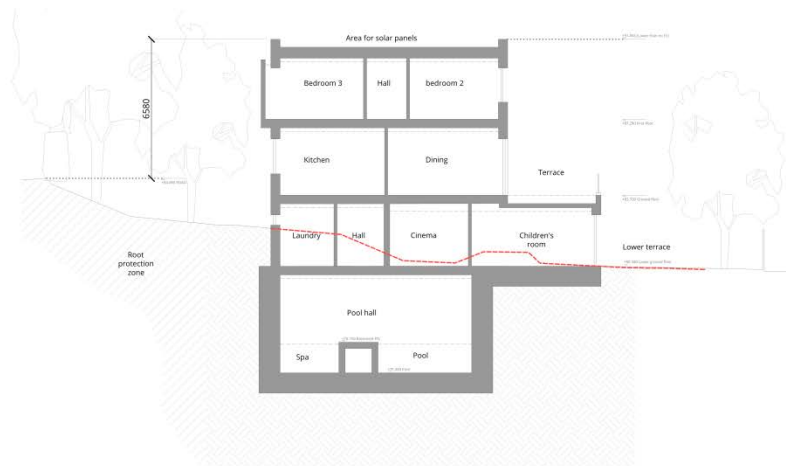 Area for solar panels
Bedroom 3
Hall
bedroom 2
6580
Kitchen
Dining
Terrace
Laundry
Hall
Cinema
Children's
room
Lower terrace
Root
protection
zone
Pool hall
Spa
Pool